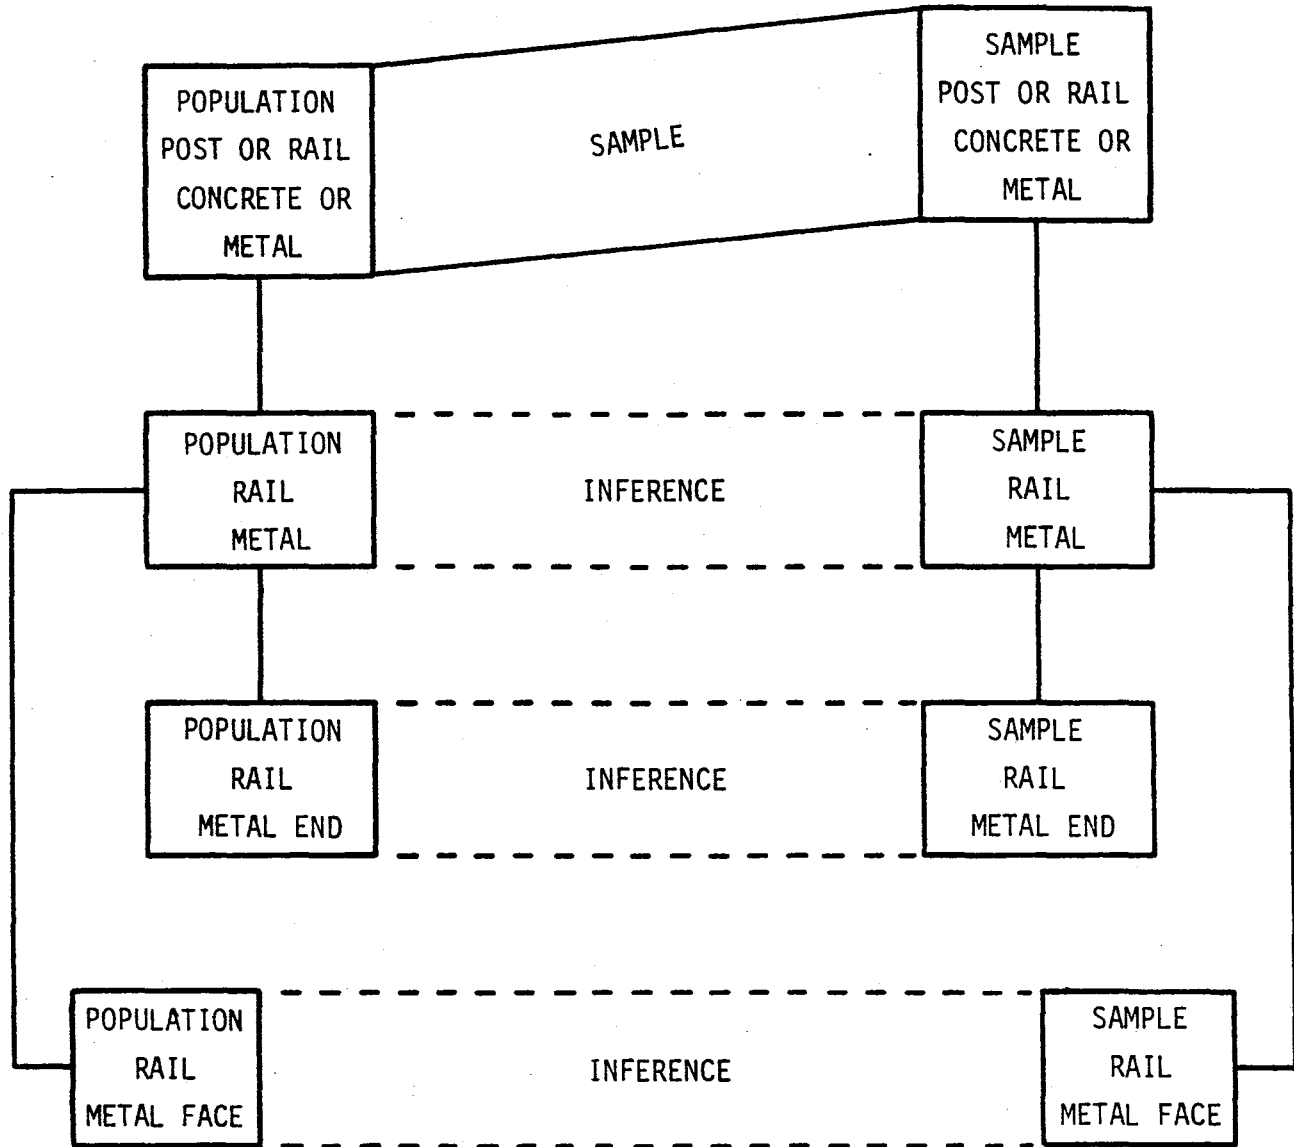 POPULATION
POST OR RAIL
CONCRETE OR
METAL
SAMPLE
SAMPLE
POST OR RAIL
CONCRETE OR
METAL
POPULATION
RAIL
METAL
INFERENCE
SAMPLE
RAIL
METAL
POPULATION
RAIL
METAL END
INFERENCE
SAMPLE
RAIL
METAL END
POPULATION
RAIL
METAL FACE
INFERENCE
SAMPLE
RAIL
METAL FACE